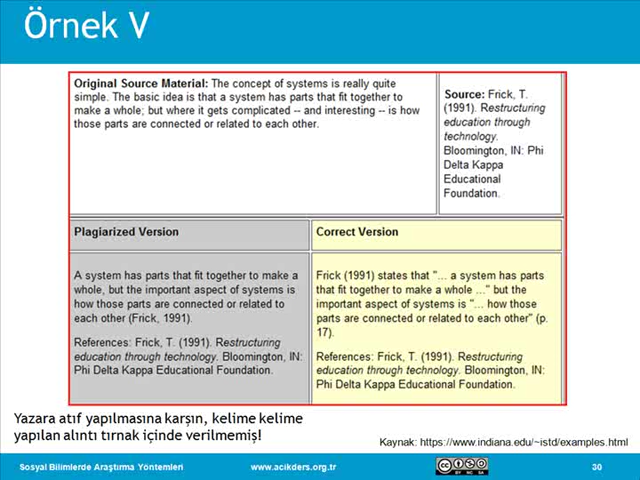 Örnek V
Original Source Material: The concept of systems is really quite
simple. The basic idea is that a system has parts that fit together to
make a whole; but where it gets complicated -- and interesting -- is how
those parts are connected or related to each other.
Source: Frick, T.
(1991). Restructuring
education through
technology.
Bloomington, IN: Phi
Delta Kappa
Educational
Foundation.
Plagiarized Version
Correct Version
A system has parts that fit together to make a
whole, but the important aspect of systems is
how those parts are connected or related to
each other (Frick, 1991).
References: Frick, T. (1991). Restructuring
education through technology. Bloomington, IN:
Phi Delta Kappa Educational Foundation.
Frick (1991) states that "... a system has parts
that fit together to make a whole ..." but the
important aspect of systems is "... how those
parts are connected or related to each other" (p.
17).
References: Frick, T. (1991). Restructuring
education through technology. Bloomington, IN:
Phi Delta Kappa Educational Foundation.
Yazara atıf yapılmasına karşın, kelime kelime
yapılan alıntı tırnak içinde verilmemiş!
Kaynak: https://www.indiana.edu/~istd/examples.html
Sosyal Bilimlerde Araştırma Yöntemleri
www.acikders.org.tr
cc
BY NC SA
30